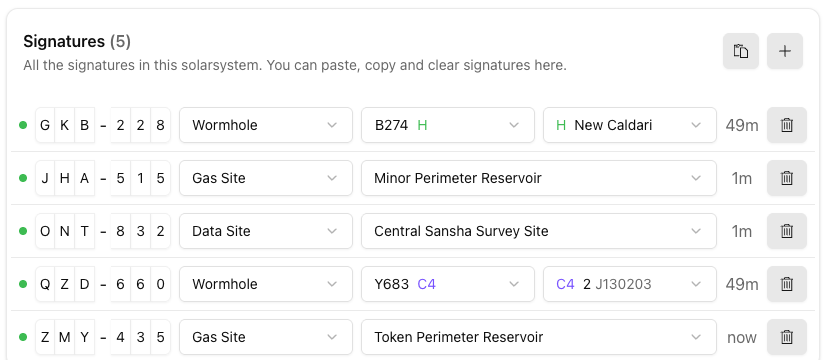 Signatures (5)
All the signatures in this solarsystem. You can paste, copy and clear signatures here.
G K B - 2 2 8 Wormhole B274 H H New Caldari 49m
J H A - 5 1 5 Gas Site Minor Perimeter Reservoir 1m
O N T - 8 3 2 Data Site Central Sansha Survey Site 1m
Q Z D - 6 6 0 Wormhole Y683 C4 C4 2 J130203 49m
Z M Y - 4 3 5 Gas Site Token Perimeter Reservoir now